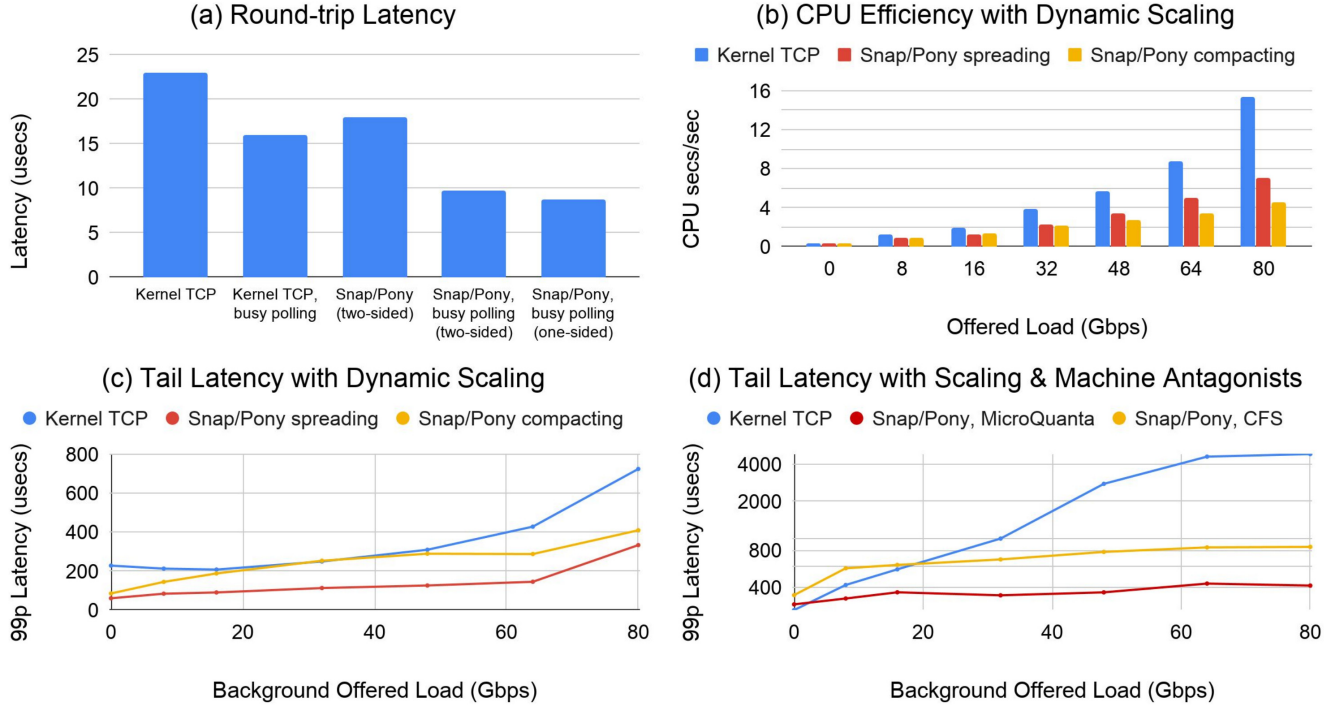 (a) Round-trip Latency
Latency (usecs)
25
20
15
10
5
0
Kernel TCP
Kernel TCP,
busy polling
Snap/Pony
(two-sided)
Snap/Pony,
busy polling
(two-sided)
Snap/Pony,
busy polling
(one-sided)
(b) CPU Efficiency with Dynamic Scaling
Kernel TCP Snap/Pony spreading Snap/Pony compacting
CPU secs/sec
16
12
8
4
0
0 8 16 32 48 64 80
Offered Load (Gbps)
(c) Tail Latency with Dynamic Scaling
Kernel TCP Snap/Pony spreading Snap/Pony compacting
99p Latency (usecs)
800
600
400
200
0
0 20 40 60 80
Background Offered Load (Gbps)
(d) Tail Latency with Scaling & Machine Antagonists
Kernel TCP Snap/Pony, MicroQuanta Snap/Pony, CFS
99p Latency (usecs)
4000
2000
800
400
0 20 40 60 80
Background Offered Load (Gbps)